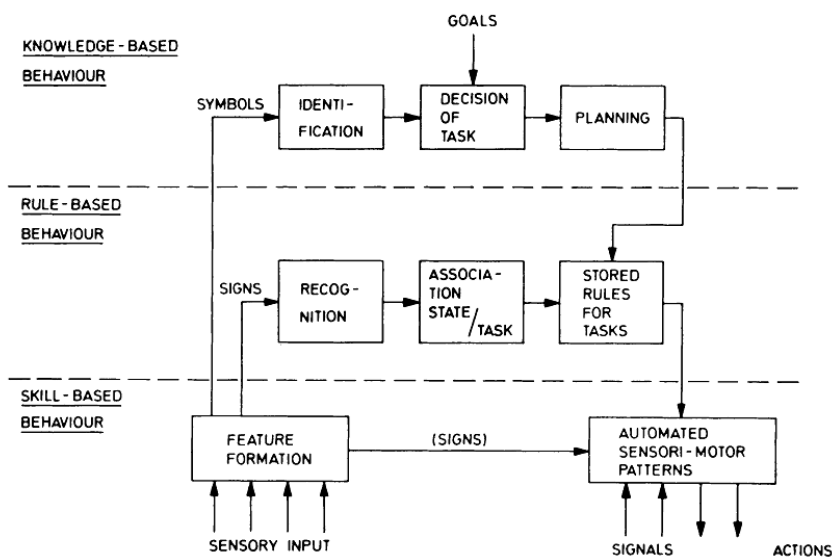 GOALS
KNOWLEDGE-BASED
BEHAVIOUR
SYMBOLS
IDENTI-
FICATION
DECISION
OF
TASK
PLANNING
RULE-BASED
BEHAVIOUR
SIGNS
RECOG-
NITION
ASSOCIA-
TION
STATE/
TASK
STORED
RULES
FOR
TASKS
SKILL-BASED
BEHAVIOUR
FEATURE
FORMATION
(SIGNS)
AUTOMATED
SENSORI-MOTOR
PATTERNS
SENSORY INPUT
SIGNALS
ACTIONS